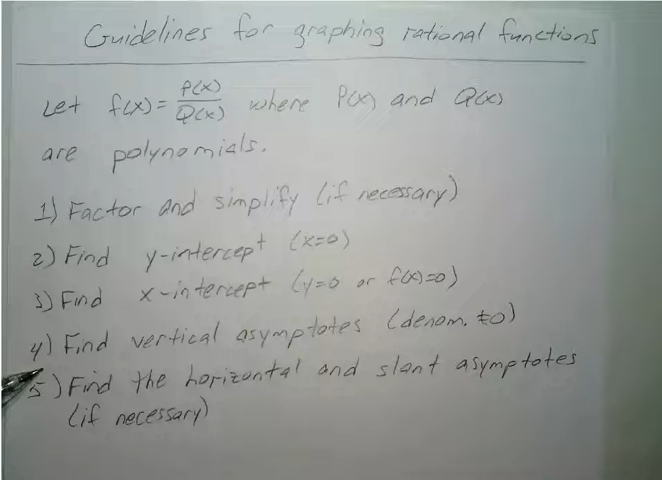 Guidelines for graphing rational functions
Let f(x)= P(x)/Q(x) where P(x) and Q(x)
are polynomials.
1) Factor and simplify (if necessary)
2) Find y-intercept (x=0)
3) Find x-intercept (y=0 or f(x)=0)
4) Find vertical asymptotes (denom. ≠0)
5) Find the horizontal and slant asymptotes
(if necessary)